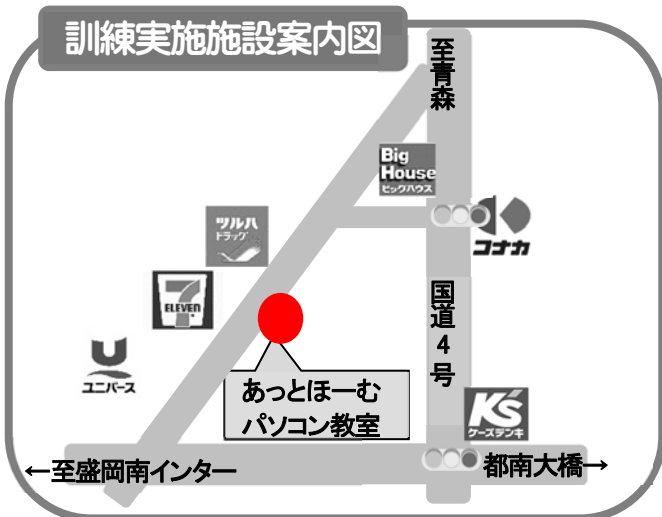 訓練実施施設案内図
至青森
Big
House
ビッグハウス
ツルハ
ドラッグ
コナカ
7
ELEVEN
国道4号
ユニバース
あっとほーむ
パソコン教室
K's
ケーズデンキ
←至盛岡南インター
都南大橋→